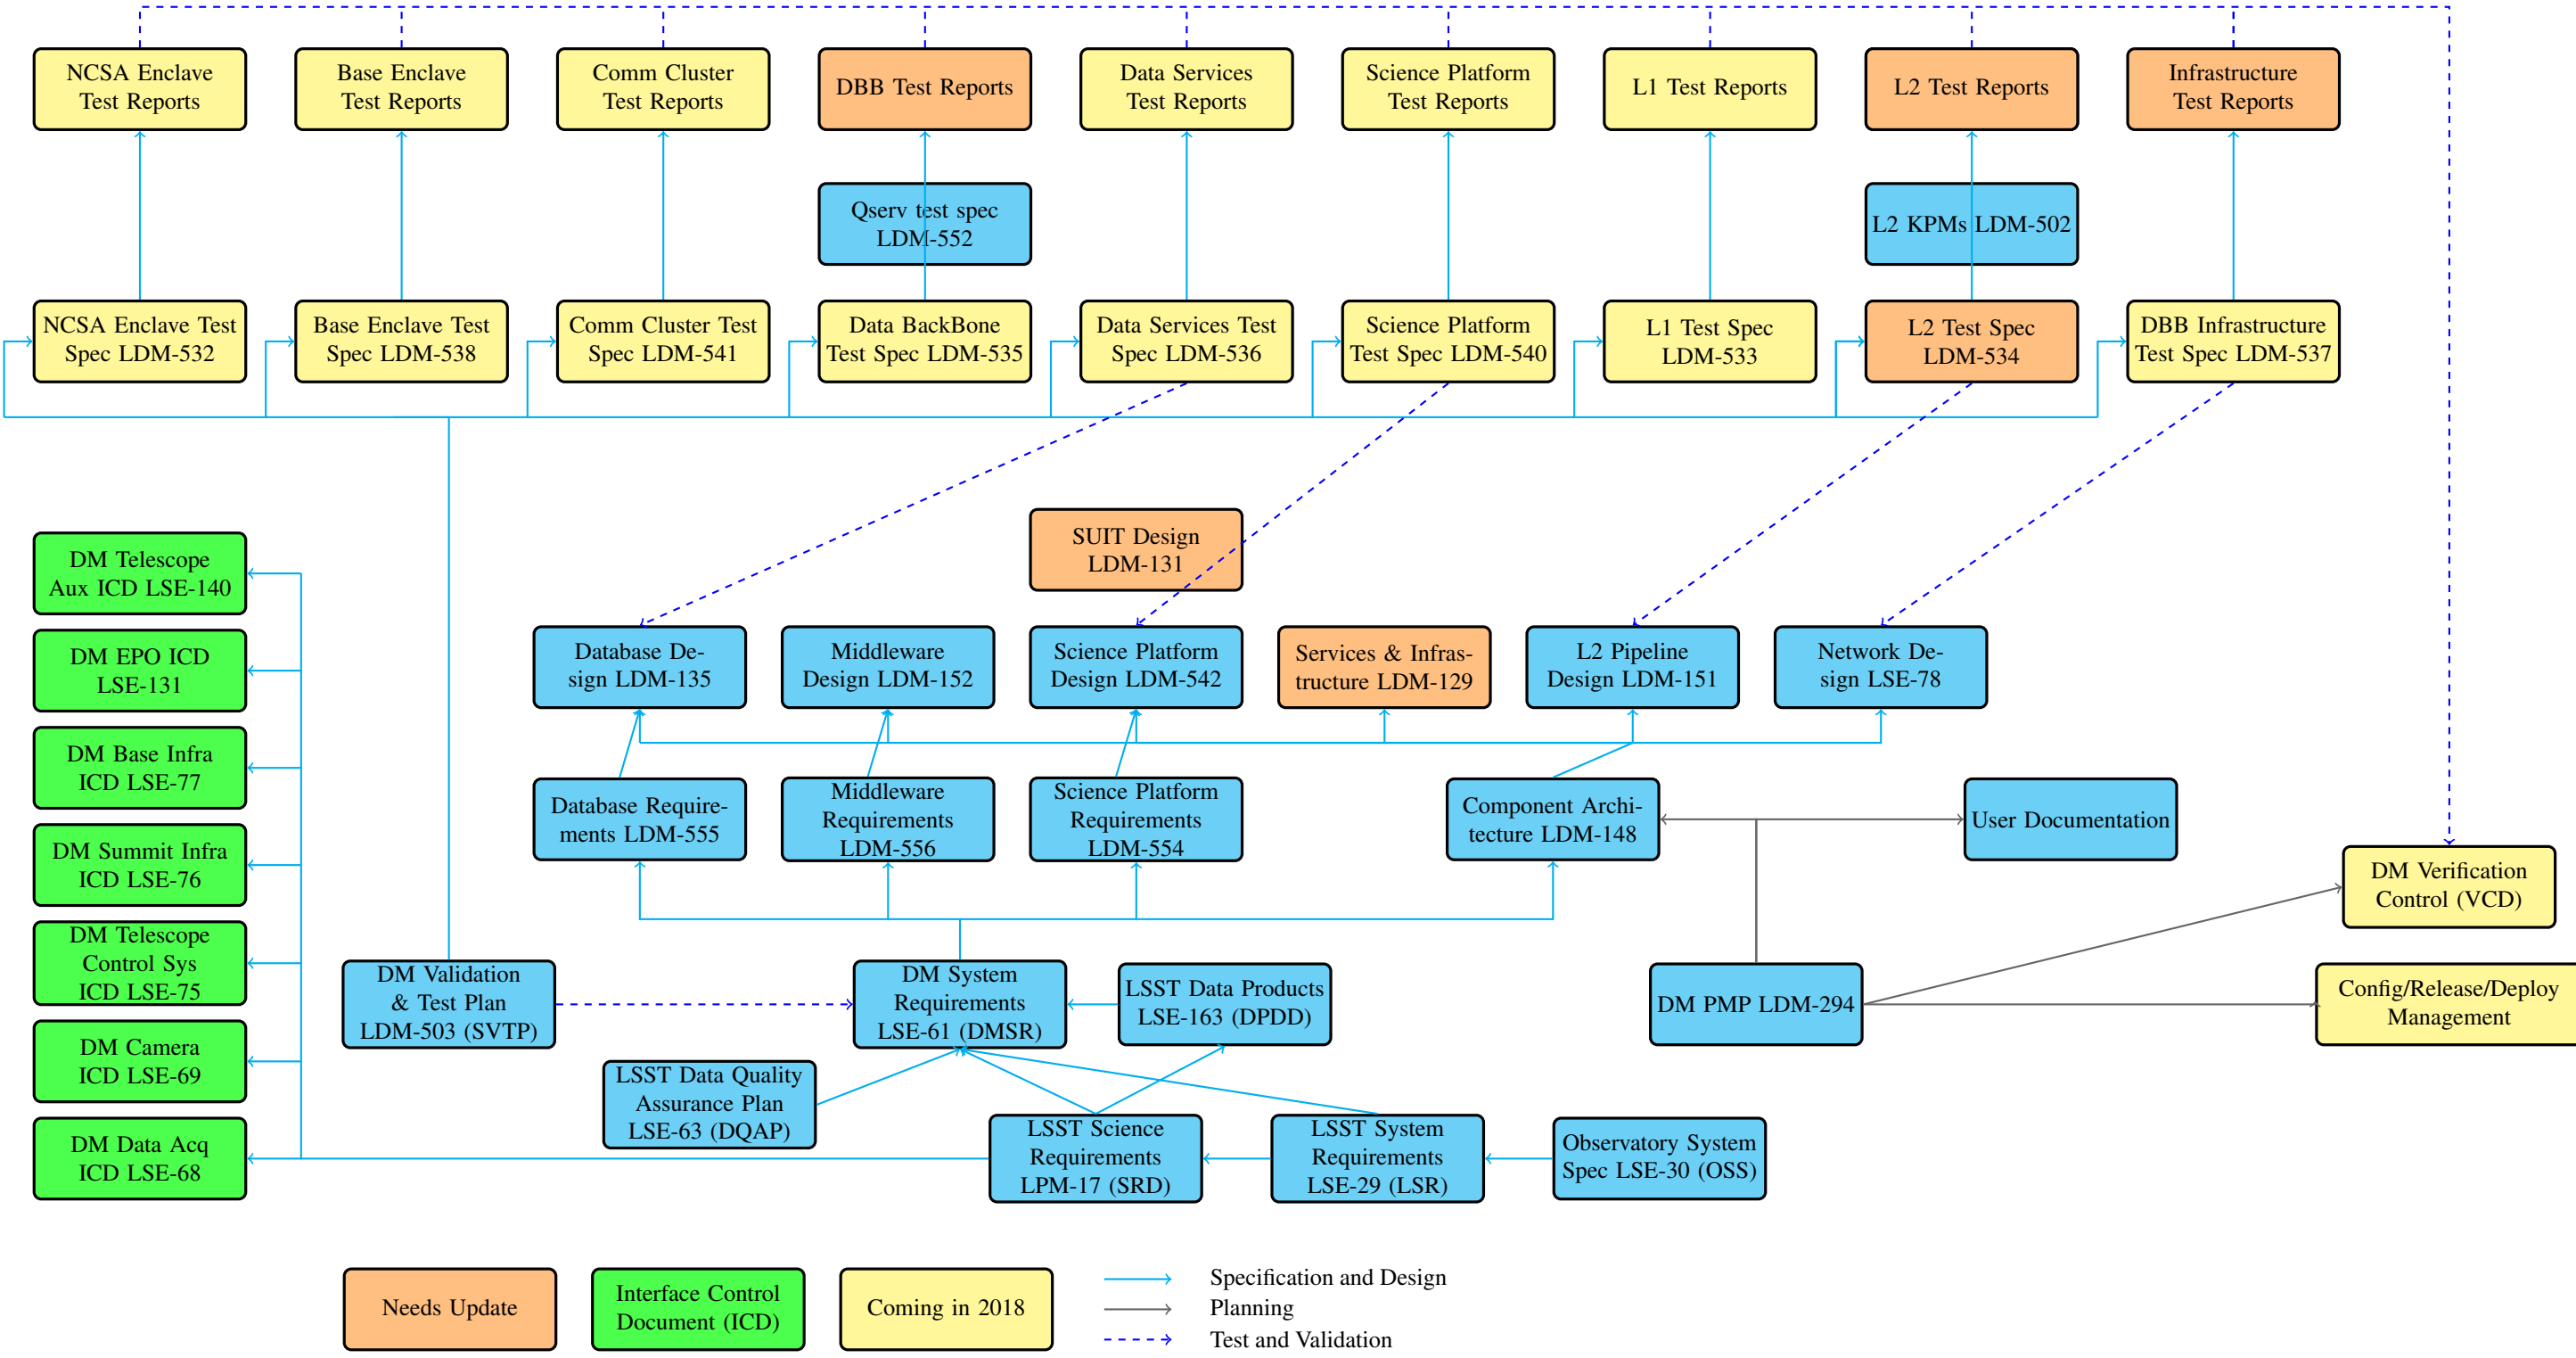 NCSA Enclave
Test Reports
Base Enclave
Test Reports
Comm Cluster
Test Reports
DBB Test Reports
Data Services
Test Reports
Science Platform
Test Reports
L1 Test Reports
L2 Test Reports
Infrastructure
Test Reports
Qserv test spec
LDM-552
L2 KPMs LDM-502
NCSA Enclave Test
Spec LDM-532
Base Enclave Test
Spec LDM-538
Comm Cluster Test
Spec LDM-541
Data BackBone
Test Spec LDM-535
Data Services Test
Spec LDM-536
Science Platform
Test Spec LDM-540
L1 Test Spec
LDM-533
L2 Test Spec
LDM-534
DBB Infrastructure
Test Spec LDM-537
SUIT Design
LDM-131
DM Telescope
Aux ICD LSE-140
DM EPO ICD
LSE-131
DM Base Infra
ICD LSE-77
DM Summit Infra
ICD LSE-76
DM Telescope
Control Sys
ICD LSE-75
DM Camera
ICD LSE-69
DM Data Acq
ICD LSE-68
Database De-
sign LDM-135
Middleware
Design LDM-152
Science Platform
Design LDM-542
Services & Infras-
tructure LDM-129
L2 Pipeline
Design LDM-151
Network De-
sign LSE-78
Database Require-
ments LDM-555
Middleware
Requirements
LDM-556
Science Platform
Requirements
LDM-554
Component Archi-
tecture LDM-148
User Documentation
DM Verification
Control (VCD)
DM Validation
& Test Plan
LDM-503 (SVTP)
DM System
Requirements
LSE-61 (DMSR)
LSST Data Products
LSE-163 (DPDD)
DM PMP LDM-294
Config/Release/Deploy
Management
LSST Data Quality
Assurance Plan
LSE-63 (DQAP)
LSST Science
Requirements
LPM-17 (SRD)
LSST System
Requirements
LSE-29 (LSR)
Observatory System
Spec LSE-30 (OSS)
Needs Update
Interface Control
Document (ICD)
Coming in 2018
Specification and Design
Planning
Test and Validation